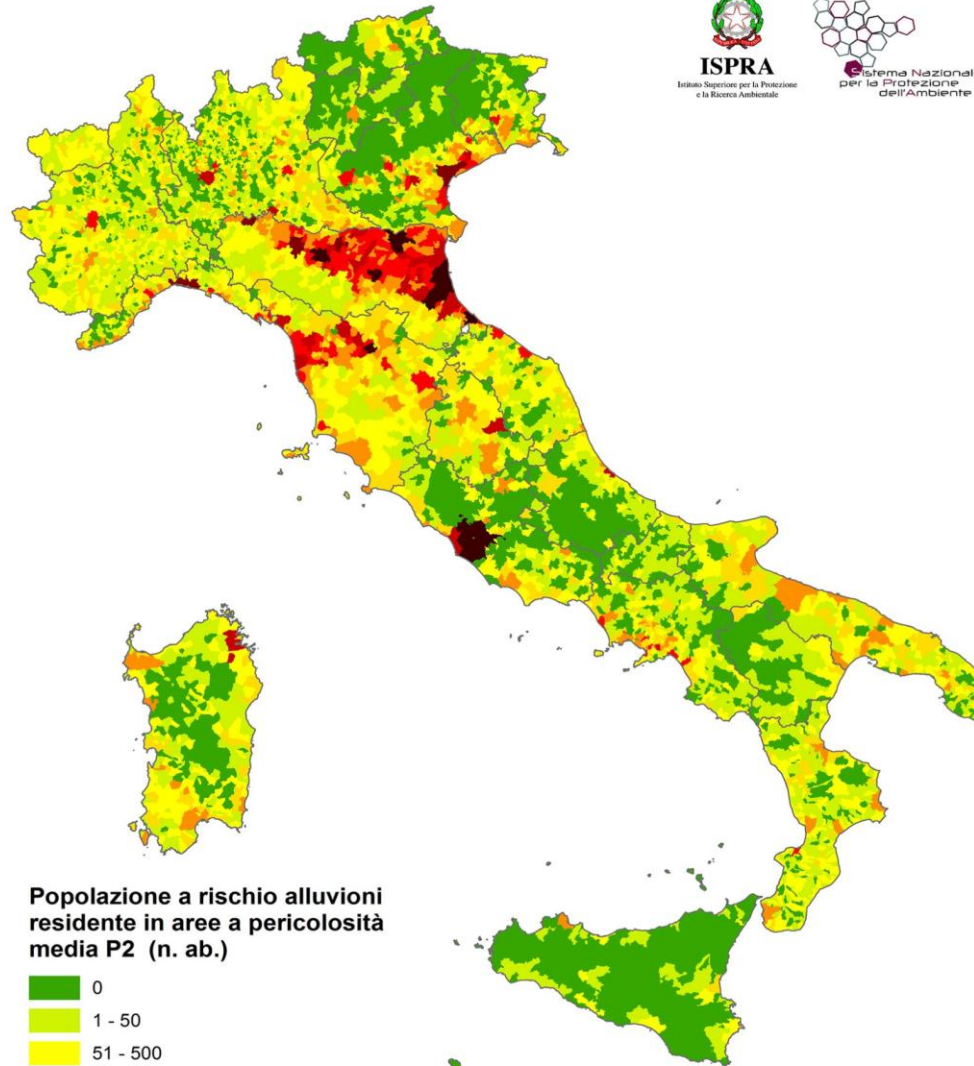 ISPRA
Istituto Superiore per la Protezione
e la Ricerca Ambientale
Sistema Nazional
per la Protezione
dell'Ambiente
Popolazione a rischio alluvioni
residente in aree a pericolosità
media P2 (n. ab.)
0
1 - 50
51 - 500